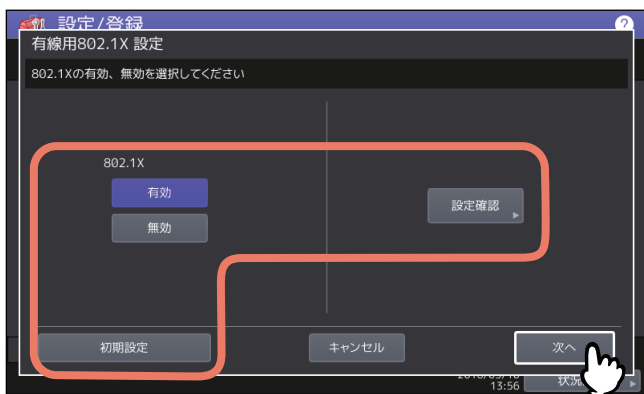 設定/登録
?
有線用802.1X 設定
802.1Xの有効、無効を選択してください
802.1X
有効
設定確認
無効
初期設定
キャンセル
次へ
13:56